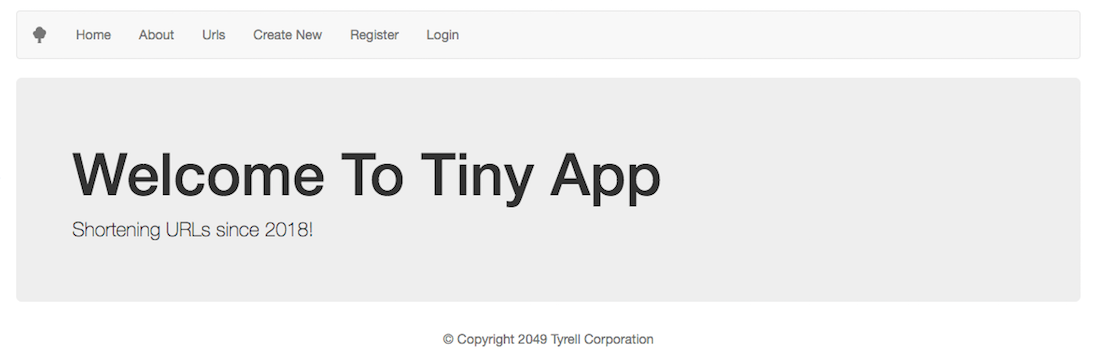 Home About Urls Create New Register Login
Welcome To Tiny App
Shortening URLs since 2018!
© Copyright 2049 Tyrell Corporation